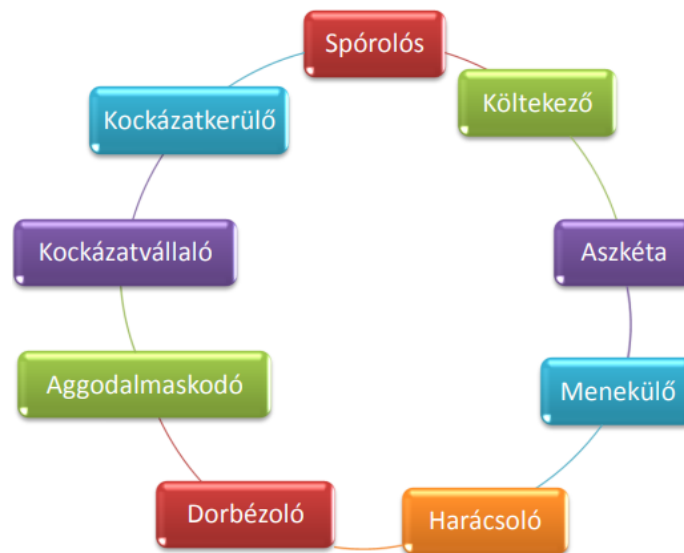 Spórolós
Költekező
Aszkéta
Menekülő
Harácsoló
Dorbézoló
Aggodalmaskodó
Kockázatvállaló
Kockázatkerülő